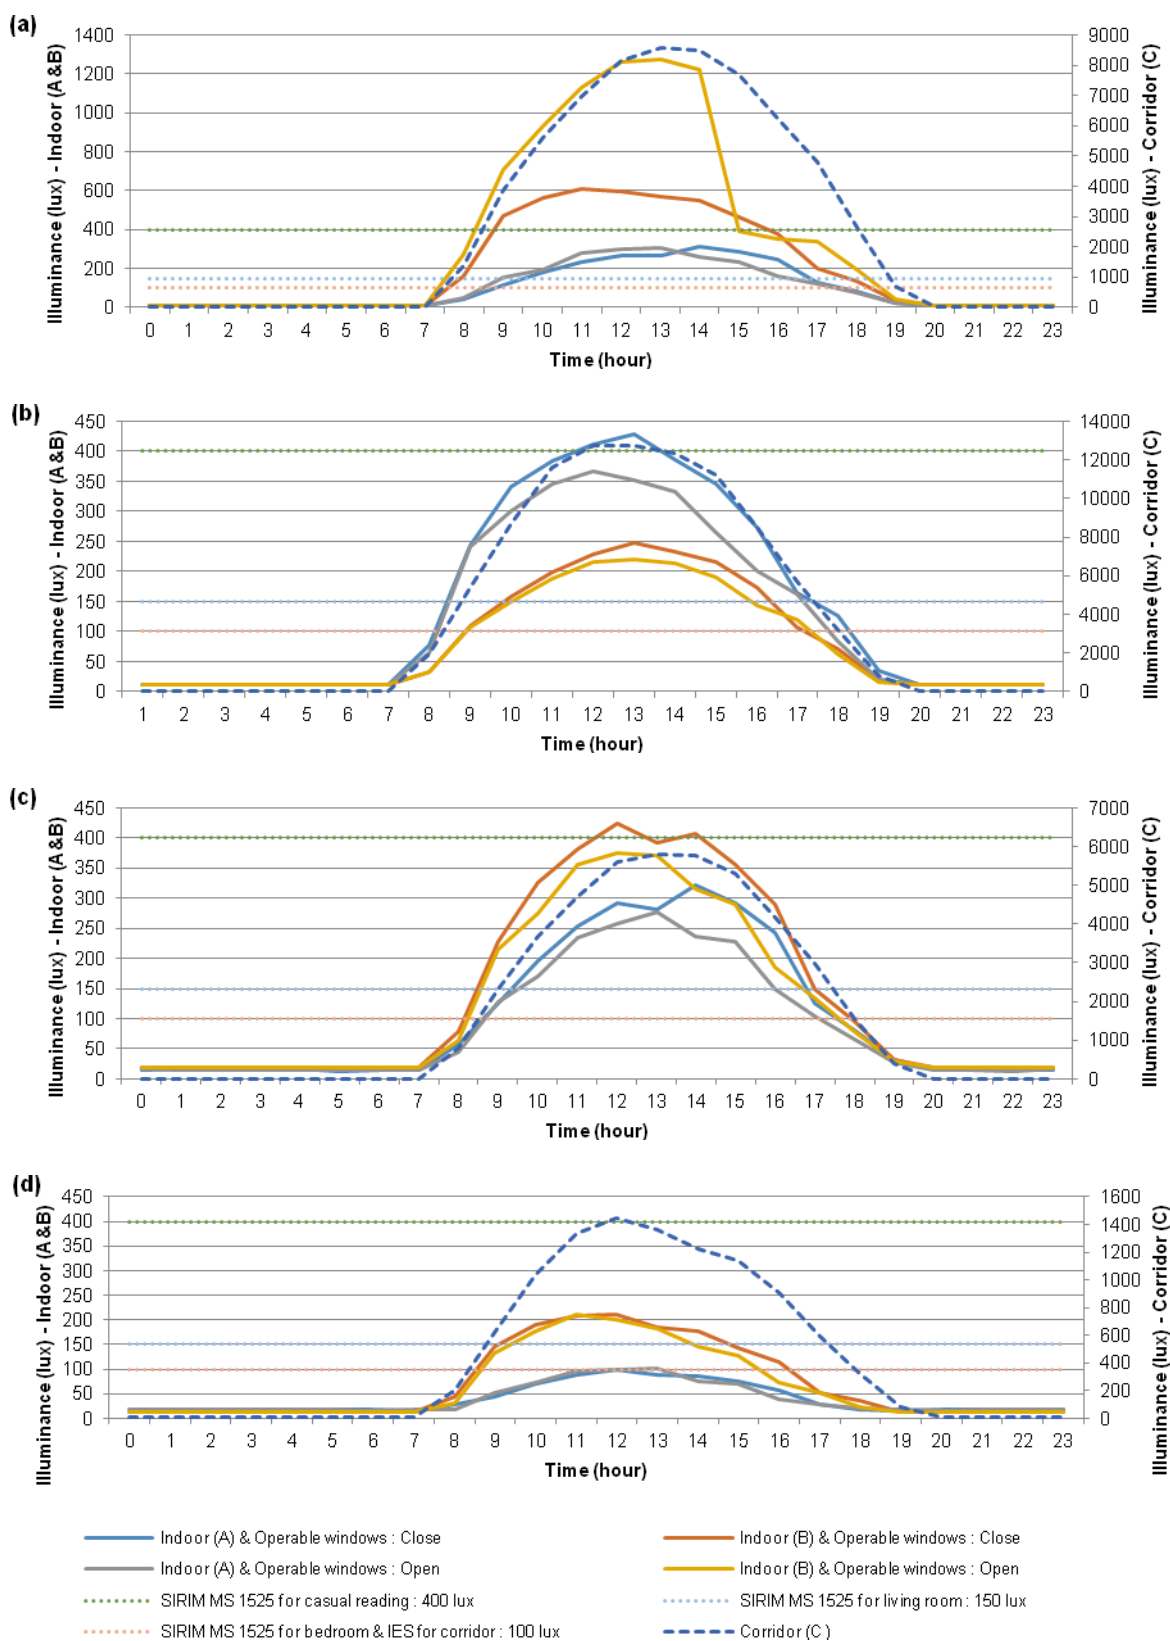 (a)
Illuminance (lux) - Indoor (A&B)
1400
1200
1000
800
600
400
200
0
9000
8000
7000
6000
5000
4000
3000
2000
1000
0
Illuminance (lux) - Corridor (C)
0 1 2 3 4 5 6 7 8 9 10 11 12 13 14 15 16 17 18 19 20 21 22 23
Time (hour)
(b)
Illuminance (lux) - Indoor (A&B)
450
400
350
300
250
200
150
100
50
0
14000
12000
10000
8000
6000
4000
2000
0
Illuminance (lux) - Corridor (C)
1 2 3 4 5 6 7 8 9 10 11 12 13 14 15 16 17 18 19 20 21 22 23
Time (hour)
(c)
Illuminance (lux) - Indoor (A&B)
450
400
350
300
250
200
150
100
50
0
7000
6000
5000
4000
3000
2000
1000
0
Illuminance (lux) - Corridor (C)
0 1 2 3 4 5 6 7 8 9 10 11 12 13 14 15 16 17 18 19 20 21 22 23
Time (hour)
(d)
Illuminance (lux) - Indoor (A&B)
450
400
350
300
250
200
150
100
50
0
1600
1400
1200
1000
800
600
400
200
0
Illuminance (lux) - Corridor (C)
0 1 2 3 4 5 6 7 8 9 10 11 12 13 14 15 16 17 18 19 20 21 22 23
Time (hour)
Indoor (A) & Operable windows : Close
Indoor (B) & Operable windows : Close
Indoor (A) & Operable windows : Open
Indoor (B) & Operable windows : Open
SIRIM MS 1525 for casual reading : 400 lux
SIRIM MS 1525 for living room : 150 lux
SIRIM MS 1525 for bedroom & IES for corridor : 100 lux
Corridor (C )